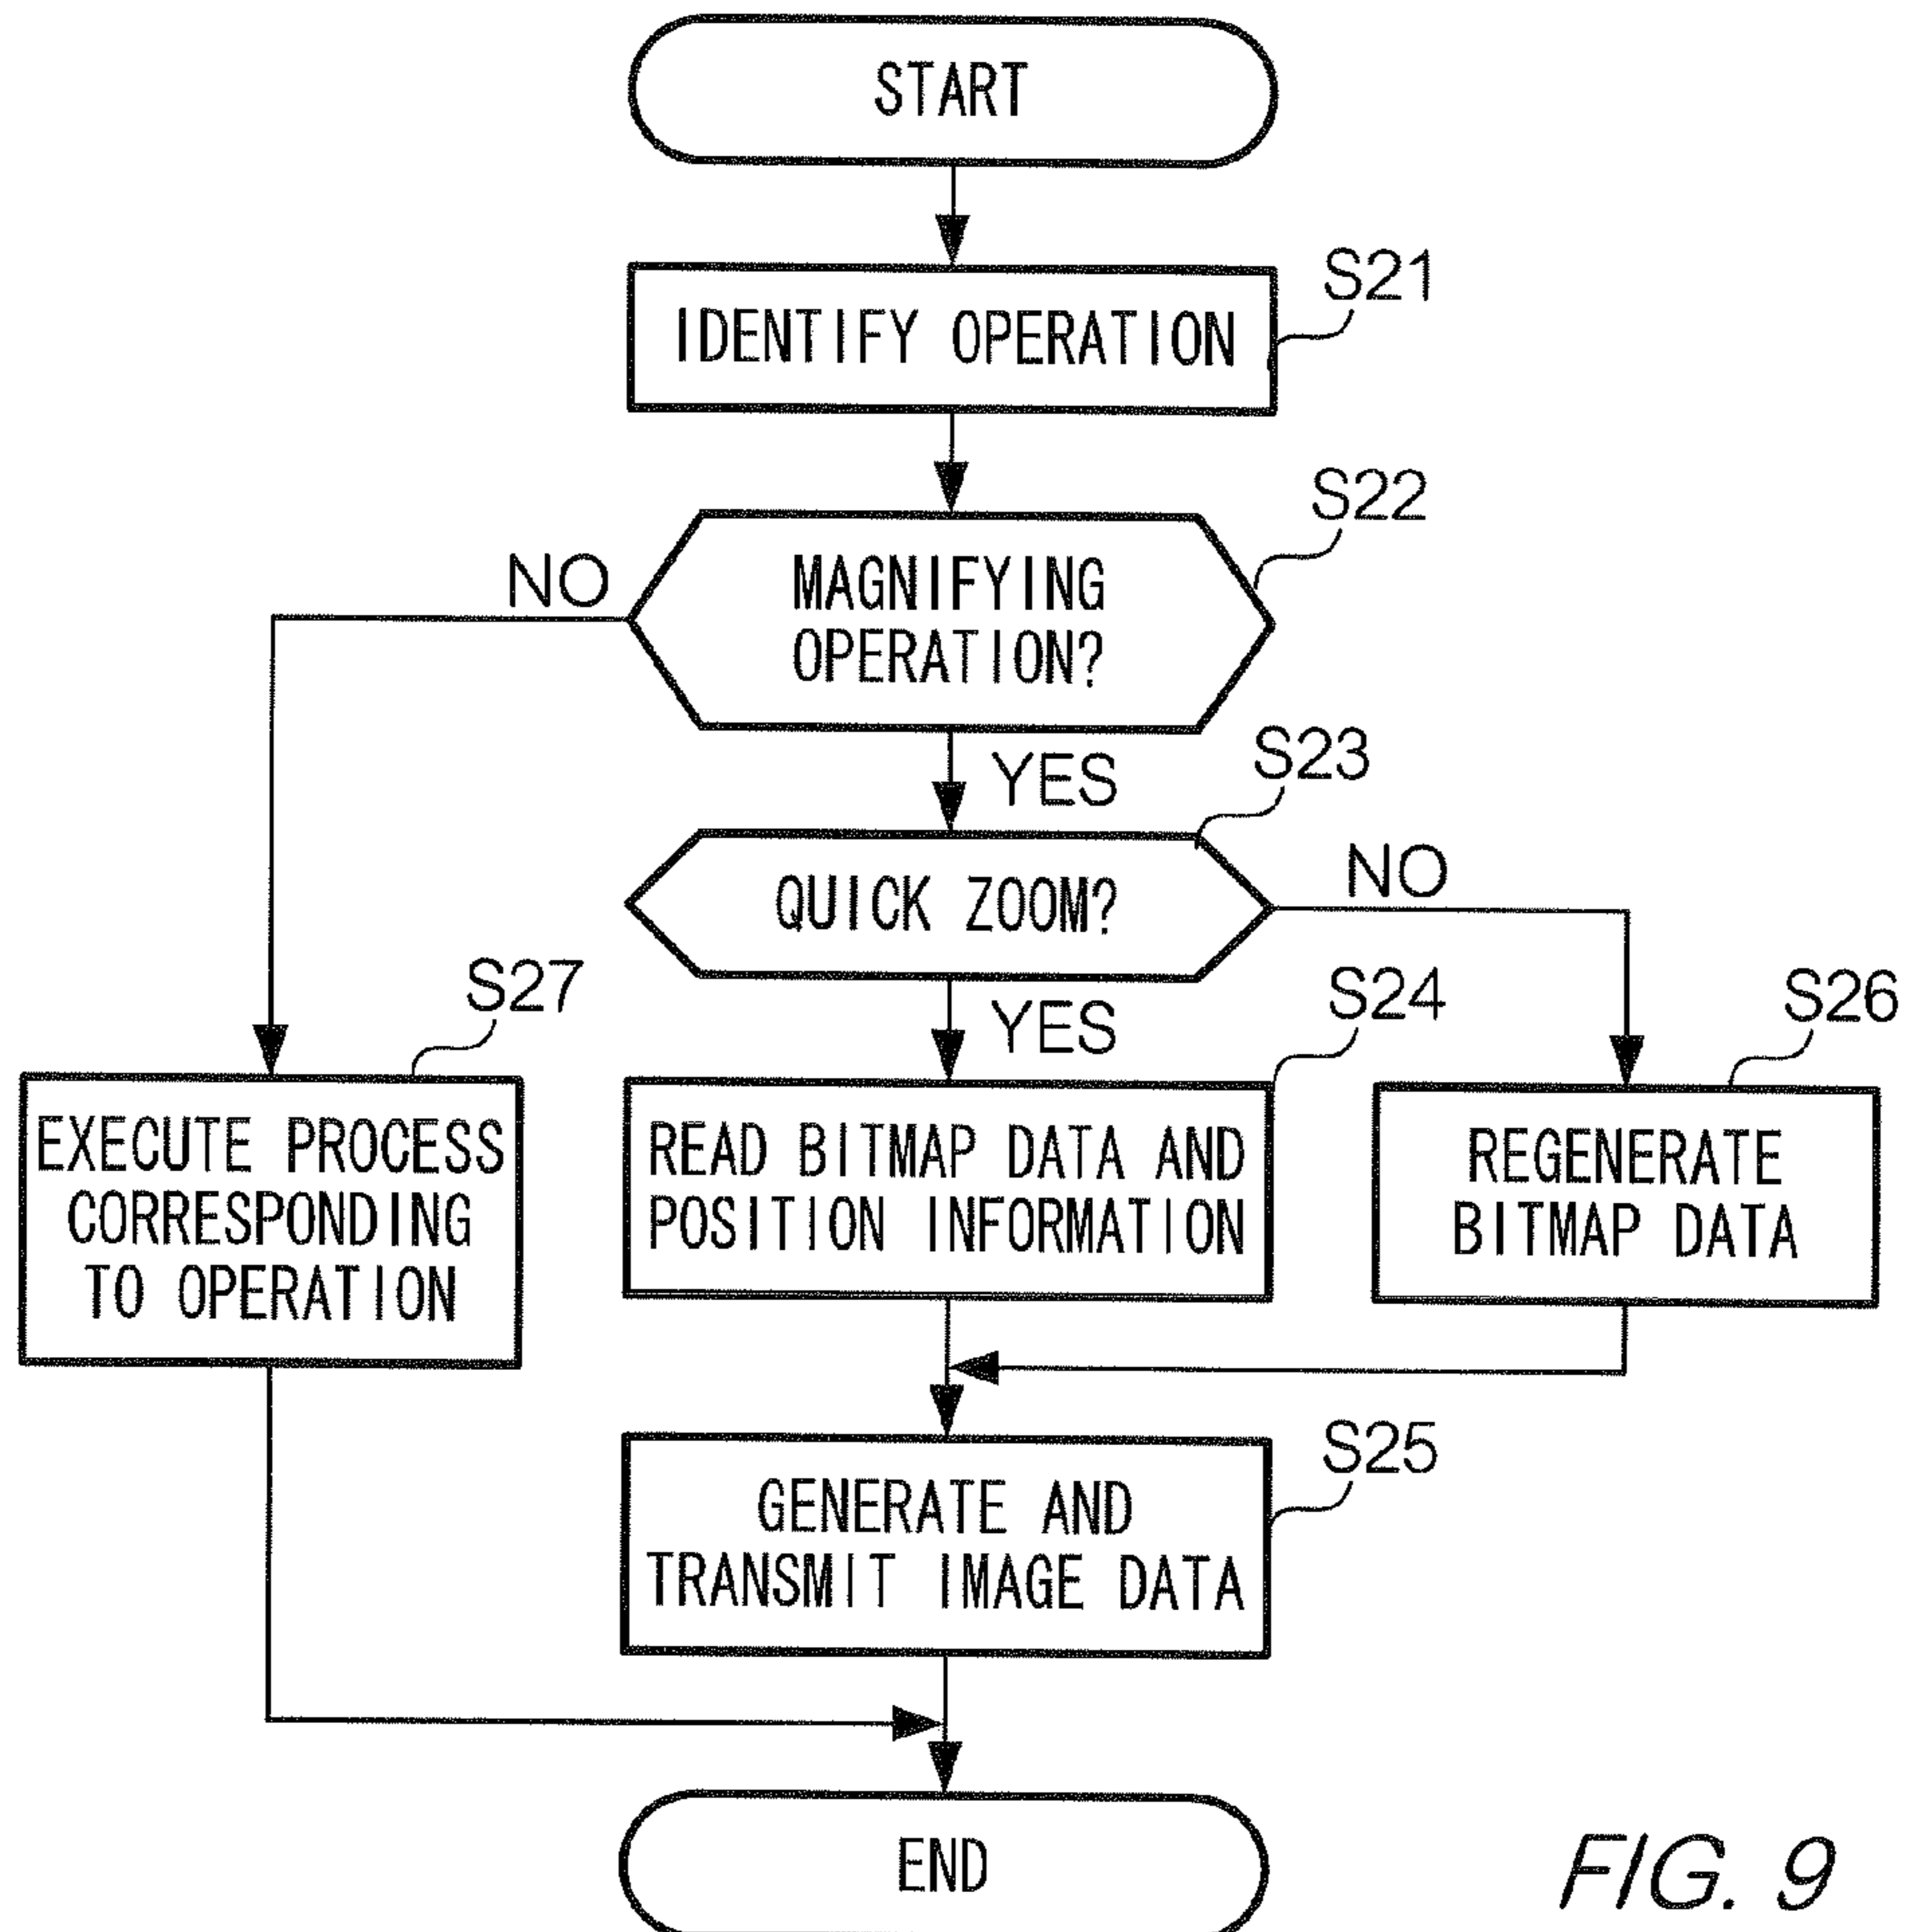 START
S21
IDENTIFY OPERATION
S22
NO
MAGNIFYING
OPERATION?
YES
S23
QUICK ZOOM?
NO
YES
S27
S24
S26
EXECUTE PROCESS
CORRESPONDING
TO OPERATION
READ BITMAP DATA AND
POSITION INFORMATION
REGENERATE
BITMAP DATA
S25
GENERATE AND
TRANSMIT IMAGE DATA
END
FIG. 9